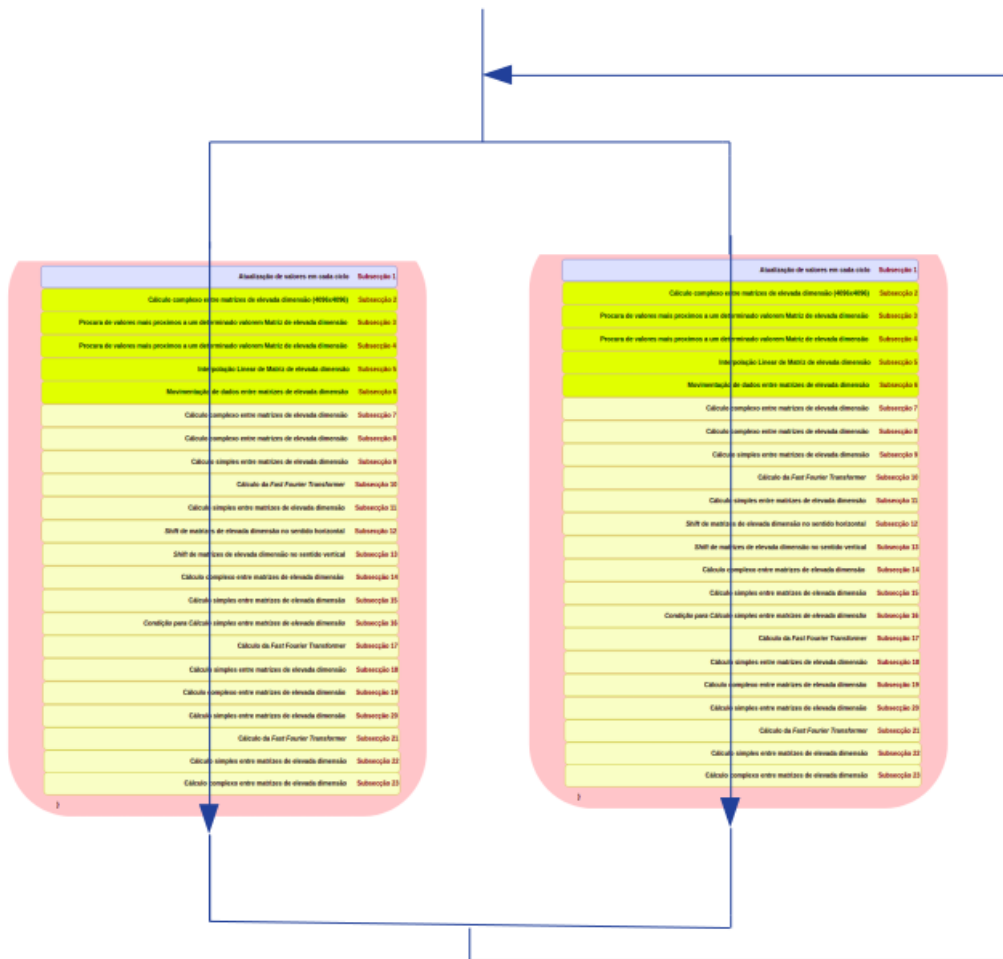 Atualização de valores em cada ciclo Subsecção 1
Cálculo complexo entre matrizes de elevada dimensão (4096x4096) Subsecção 2
Procura de valores mais proximos a um determinado valorem Matriz de elevada dimensão Subsecção 3
Procura de valores mais proximos a um determinado valorem Matriz de elevada dimensão Subsecção 4
Interpolação Linear de Matriz de elevada dimensão Subsecção 5
Movimentação de dados entre matrizes de elevada dimensão Subsecção 6
Cálculo complexo entre matrizes de elevada dimensão Subsecção 7
Cálculo complexo entre matrizes de elevada dimensão Subsecção 8
Cálculo simples entre matrizes de elevada dimensão Subsecção 9
Cálculo da Fast Fourier Transformer Subsecção 10
Cálculo simples entre matrizes de elevada dimensão Subsecção 11
Shift de matrizes de elevada dimensão no sentido horizontal Subsecção 12
Shift de matrizes de elevada dimensão no sentido vertical Subsecção 13
Cálculo complexo entre matrizes de elevada dimensão Subsecção 14
Cálculo simples entre matrizes de elevada dimensão Subsecção 15
Condição para Cálculo simples entre matrizes de elevada dimensão Subsecção 16
Cálculo da Fast Fourier Transformer Subsecção 17
Cálculo simples entre matrizes de elevada dimensão Subsecção 18
Cálculo complexo entre matrizes de elevada dimensão Subsecção 19
Cálculo simples entre matrizes de elevada dimensão Subsecção 20
Cálculo da Fast Fourier Transformer Subsecção 21
Cálculo simples entre matrizes de elevada dimensão Subsecção 22
Cálculo complexo entre matrizes de elevada dimensão Subsecção 23
}
Atualização de valores em cada ciclo Subsecção 1
Cálculo complexo entre matrizes de elevada dimensão (4096x4096) Subsecção 2
Procura de valores mais proximos a um determinado valorem Matriz de elevada dimensão Subsecção 3
Procura de valores mais proximos a um determinado valorem Matriz de elevada dimensão Subsecção 4
Interpolação Linear de Matriz de elevada dimensão Subsecção 5
Movimentação de dados entre matrizes de elevada dimensão Subsecção 6
Cálculo complexo entre matrizes de elevada dimensão Subsecção 7
Cálculo complexo entre matrizes de elevada dimensão Subsecção 8
Cálculo simples entre matrizes de elevada dimensão Subsecção 9
Cálculo da Fast Fourier Transformer Subsecção 10
Cálculo simples entre matrizes de elevada dimensão Subsecção 11
Shift de matrizes de elevada dimensão no sentido horizontal Subsecção 12
Shift de matrizes de elevada dimensão no sentido vertical Subsecção 13
Cálculo complexo entre matrizes de elevada dimensão Subsecção 14
Cálculo simples entre matrizes de elevada dimensão Subsecção 15
Condição para Cálculo simples entre matrizes de elevada dimensão Subsecção 16
Cálculo da Fast Fourier Transformer Subsecção 17
Cálculo simples entre matrizes de elevada dimensão Subsecção 18
Cálculo complexo entre matrizes de elevada dimensão Subsecção 19
Cálculo simples entre matrizes de elevada dimensão Subsecção 20
Cálculo da Fast Fourier Transformer Subsecção 21
Cálculo simples entre matrizes de elevada dimensão Subsecção 22
Cálculo complexo entre matrizes de elevada dimensão Subsecção 23
}